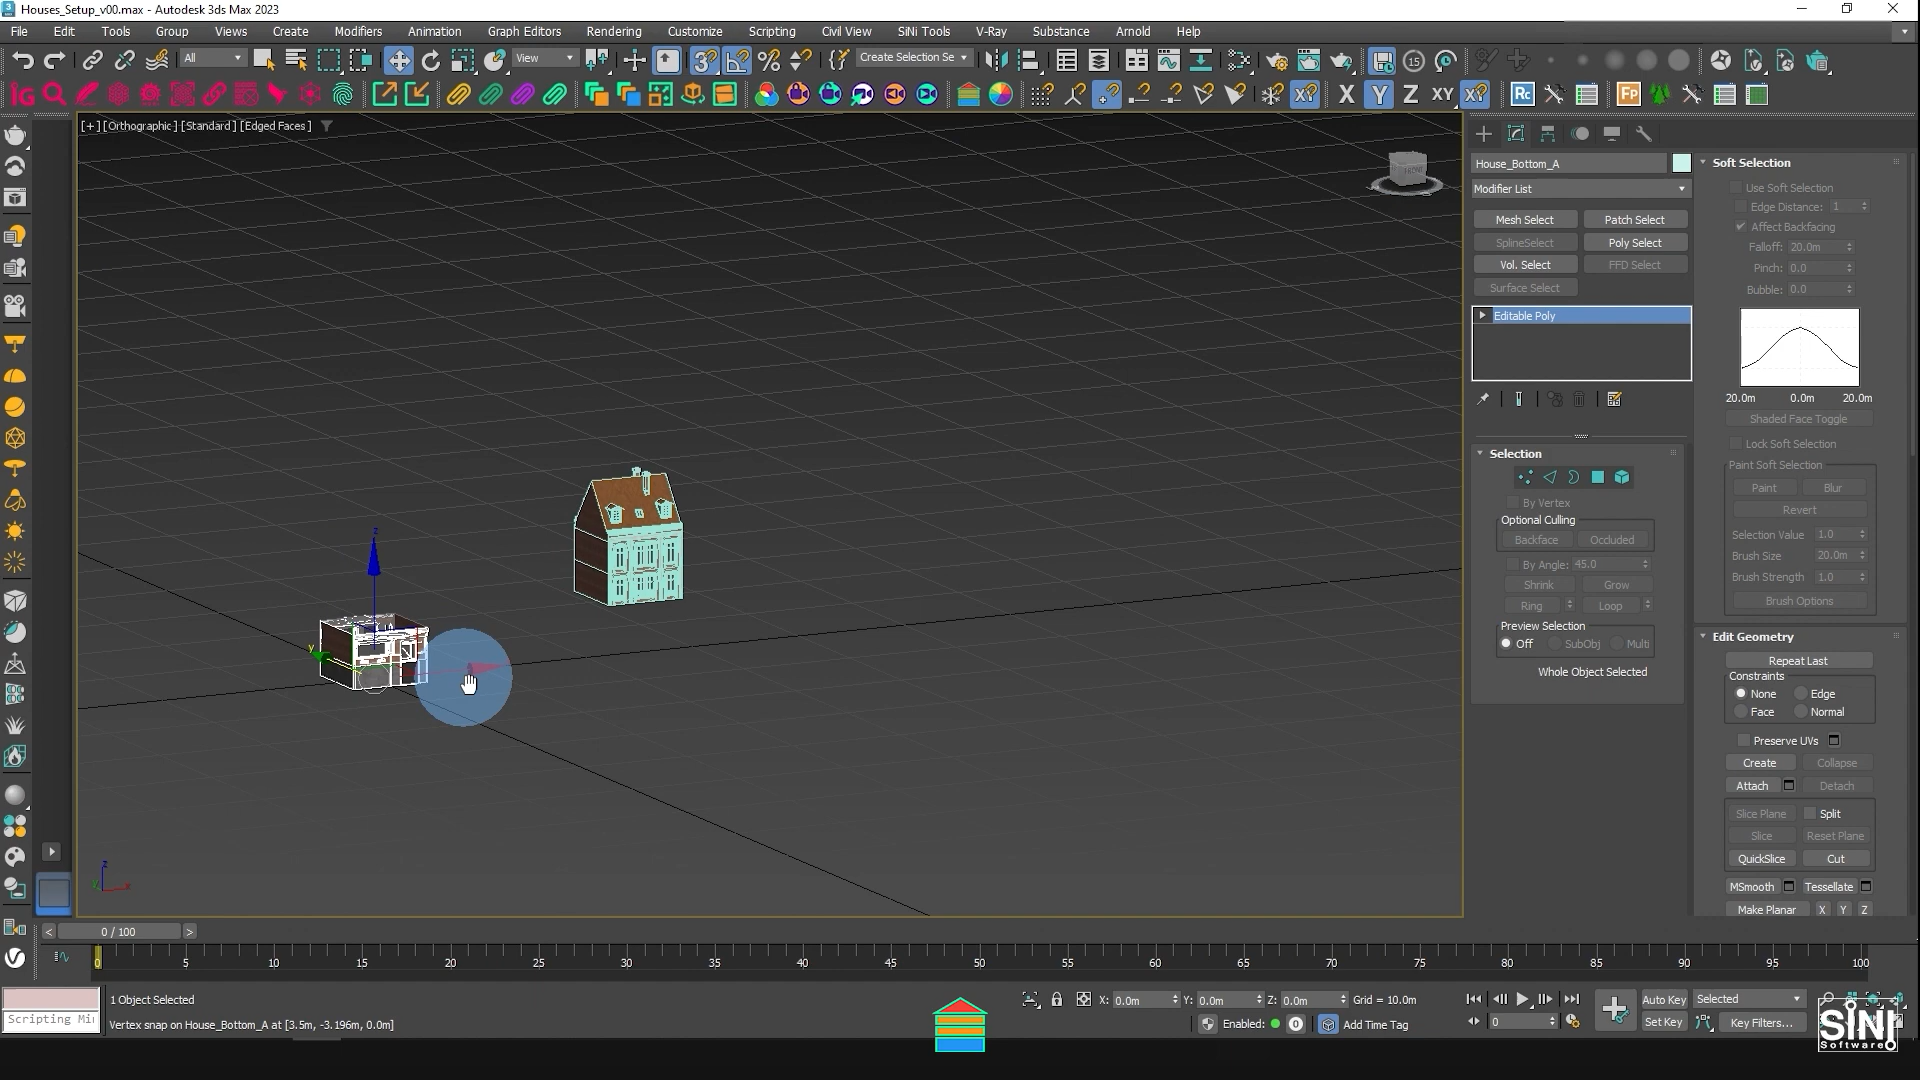 Houses_Setup_v00.max - Autodesk 3ds Max 2023
File Edit Tools Group Views Create Modifiers Animation Graph Editors Rendering Customize Scripting Civil View SiNi Tools V-Ray Substance Arnold Help
All View Create Selection Se 15
X Y Z XY XY Rc Fp
[+] [Orthographic] [Standard] [Edged Faces]
FRONT
House_Bottom_A
Modifier List
Mesh Select Patch Select
SplineSelect Poly Select
Vol. Select FFD Select
Surface Select
Editable Poly
Selection
By Vertex
Optional Culling
Backface Occluded
By Angle: 45.0
Shrink Grow
Ring Loop
Preview Selection
Off SubObj Multi
Whole Object Selected
Soft Selection
Use Soft Selection
Edge Distance: 1
Affect Backfacing
Falloff: 20.0m
Pinch: 0.0
Bubble: 0.0
20.0m 0.0m 20.0m
Shaded Face Toggle
Lock Soft Selection
Paint Soft Selection
Paint Blur
Revert
Selection Value 1.0
Brush Size 20.0m
Brush Strength 1.0
Brush Options
Edit Geometry
Repeat Last
Constraints
None Edge
Face Normal
Preserve UVs
Create Collapse
Attach Detach
Slice Plane Split
Slice Reset Plane
QuickSlice Cut
MSmooth Tessellate
Make Planar X Y Z
z
y
z
x
< 0 / 100 >
0 5 10 15 20 25 30 35 40 45 50 55 60 65 70 75 80 85 90 95 100
1 Object Selected
Scripting Mi
Vertex snap on House_Bottom_A at [3.5m, -3.196m, 0.0m]
X: 0.0m Y: 0.0m Z: 0.0m Grid = 10.0m
Enabled: 0 Add Time Tag
0
Auto Key Selected
Set Key Key Filters...
SiNi
Software